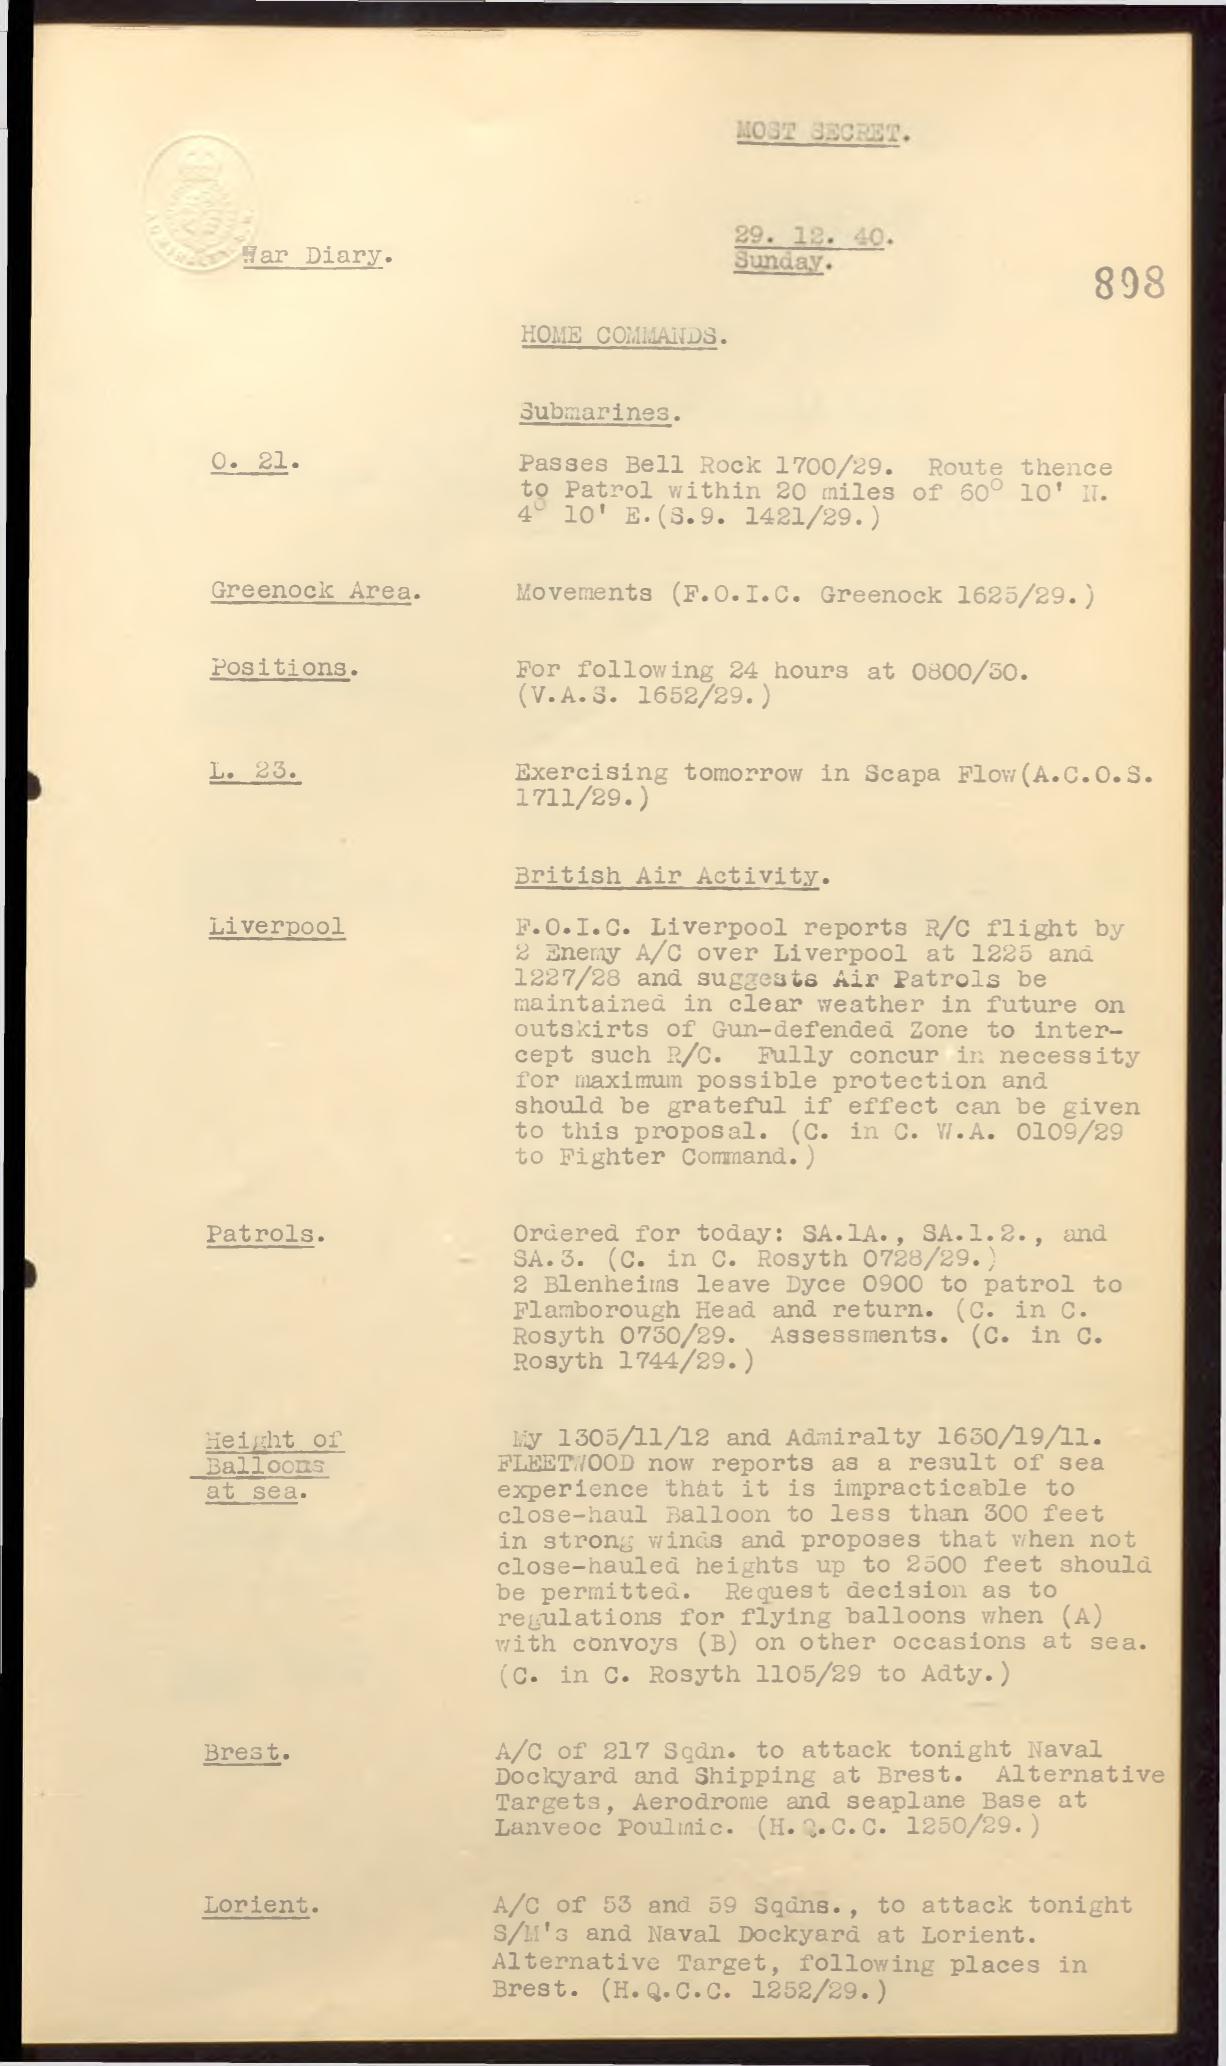 MOST SECRET.
War Diary.
29. 12. 40.
Sunday.
898
HOME COMMANDS.
Submarines.
O. 21.
Passes Bell Rock 1700/29. Route thence
to Patrol within 20 miles of 60° 10' N.
4° 10' E.(S.9. 1421/29.)
Greenock Area.
Movements (F.O.I.C. Greenock 1625/29.)
Positions.
For following 24 hours at 0800/30.
(V.A.S. 1652/29.)
L. 23.
Exercising tomorrow in Scapa Flow(A.C.O.S.
1711/29.)
British Air Activity.
Liverpool
F.O.I.C. Liverpool reports R/C flight by
2 Enemy A/C over Liverpool at 1225 and
1227/28 and suggests Air Patrols be
maintained in clear weather in future on
outskirts of Gun-defended Zone to inter-
cept such R/C. Fully concur in necessity
for maximum possible protection and
should be grateful if effect can be given
to this proposal. (C. in C. W.A. 0109/29
to Fighter Command.)
Patrols.
Ordered for today: SA.1A., SA.1.2., and
SA.3. (C. in C. Rosyth 0728/29.)
2 Blenheims leave Dyce 0900 to patrol to
Flamborough Head and return. (C. in C.
Rosyth 0730/29. Assessments. (C. in C.
Rosyth 1744/29.)
Height of
Balloons
at sea.
My 1305/11/12 and Admiralty 1630/19/11.
FLEETWOOD now reports as a result of sea
experience that it is impracticable to
close-haul Balloon to less than 300 feet
in strong winds and proposes that when not
close-hauled heights up to 2500 feet should
be permitted. Request decision as to
regulations for flying balloons when (A)
with convoys (B) on other occasions at sea.
(C. in C. Rosyth 1105/29 to Adty.)
Brest.
A/C of 217 Sqdn. to attack tonight Naval
Dockyard and Shipping at Brest. Alternative
Targets, Aerodrome and seaplane Base at
Lanveoc Poulmic. (H.Q.C.C. 1250/29.)
Lorient.
A/C of 53 and 59 Sqdns., to attack tonight
S/M's and Naval Dockyard at Lorient.
Alternative Target, following places in
Brest. (H.Q.C.C. 1252/29.)